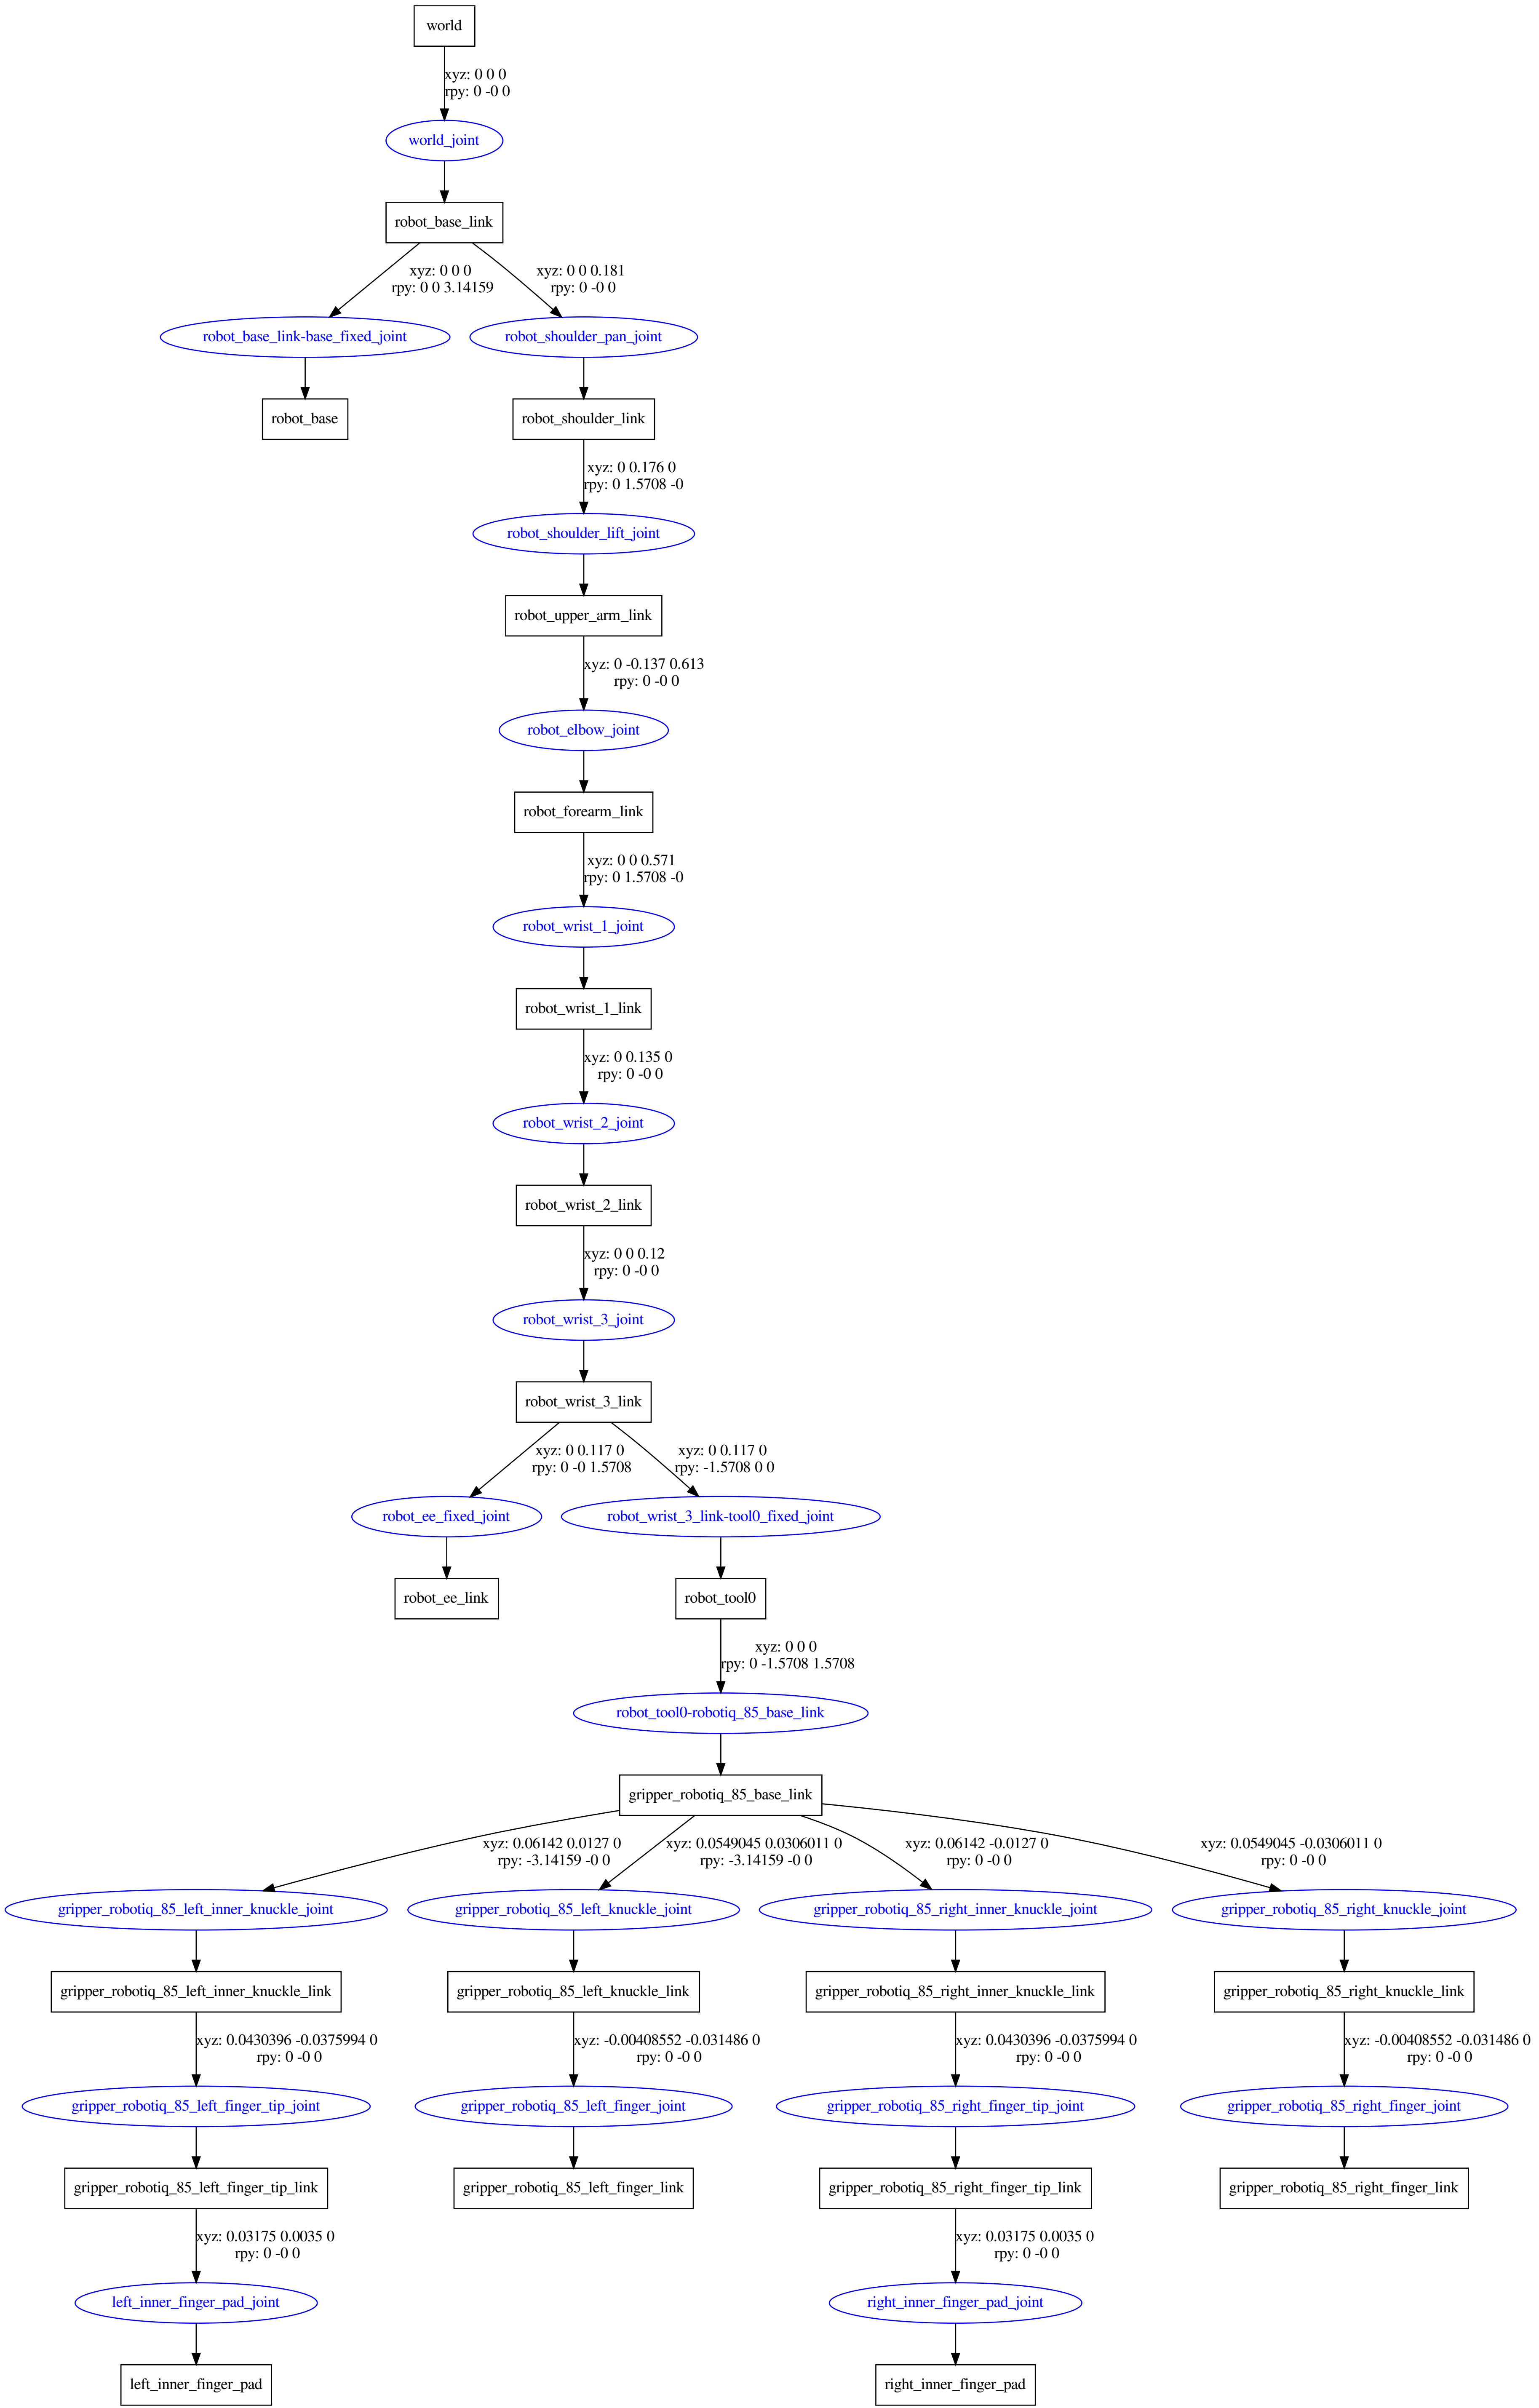 world
xyz: 0 0 0
rpy: 0 -0 0
world_joint
robot_base_link
xyz: 0 0 0
rpy: 0 0 3.14159
xyz: 0 0 0.181
rpy: 0 -0 0
robot_base_link-base_fixed_joint
robot_shoulder_pan_joint
robot_base
robot_shoulder_link
xyz: 0 0.176 0
rpy: 0 1.5708 -0
robot_shoulder_lift_joint
robot_upper_arm_link
xyz: 0 -0.137 0.613
rpy: 0 -0 0
robot_elbow_joint
robot_forearm_link
xyz: 0 0 0.571
rpy: 0 1.5708 -0
robot_wrist_1_joint
robot_wrist_1_link
xyz: 0 0.135 0
rpy: 0 -0 0
robot_wrist_2_joint
robot_wrist_2_link
xyz: 0 0 0.12
rpy: 0 -0 0
robot_wrist_3_joint
robot_wrist_3_link
xyz: 0 0.117 0
rpy: 0 -0 1.5708
xyz: 0 0.117 0
rpy: -1.5708 0 0
robot_ee_fixed_joint
robot_wrist_3_link-tool0_fixed_joint
robot_ee_link
robot_tool0
xyz: 0 0 0
rpy: 0 -1.5708 1.5708
robot_tool0-robotiq_85_base_link
gripper_robotiq_85_base_link
xyz: 0.06142 0.0127 0
rpy: -3.14159 -0 0
xyz: 0.0549045 0.0306011 0
rpy: -3.14159 -0 0
xyz: 0.06142 -0.0127 0
rpy: 0 -0 0
xyz: 0.0549045 -0.0306011 0
rpy: 0 -0 0
gripper_robotiq_85_left_inner_knuckle_joint
gripper_robotiq_85_left_knuckle_joint
gripper_robotiq_85_right_inner_knuckle_joint
gripper_robotiq_85_right_knuckle_joint
gripper_robotiq_85_left_inner_knuckle_link
gripper_robotiq_85_left_knuckle_link
gripper_robotiq_85_right_inner_knuckle_link
gripper_robotiq_85_right_knuckle_link
xyz: 0.0430396 -0.0375994 0
rpy: 0 -0 0
xyz: -0.00408552 -0.031486 0
rpy: 0 -0 0
xyz: 0.0430396 -0.0375994 0
rpy: 0 -0 0
xyz: -0.00408552 -0.031486 0
rpy: 0 -0 0
gripper_robotiq_85_left_finger_tip_joint
gripper_robotiq_85_left_finger_joint
gripper_robotiq_85_right_finger_tip_joint
gripper_robotiq_85_right_finger_joint
gripper_robotiq_85_left_finger_tip_link
gripper_robotiq_85_left_finger_link
gripper_robotiq_85_right_finger_tip_link
gripper_robotiq_85_right_finger_link
xyz: 0.03175 0.0035 0
rpy: 0 -0 0
xyz: 0.03175 0.0035 0
rpy: 0 -0 0
left_inner_finger_pad_joint
right_inner_finger_pad_joint
left_inner_finger_pad
right_inner_finger_pad